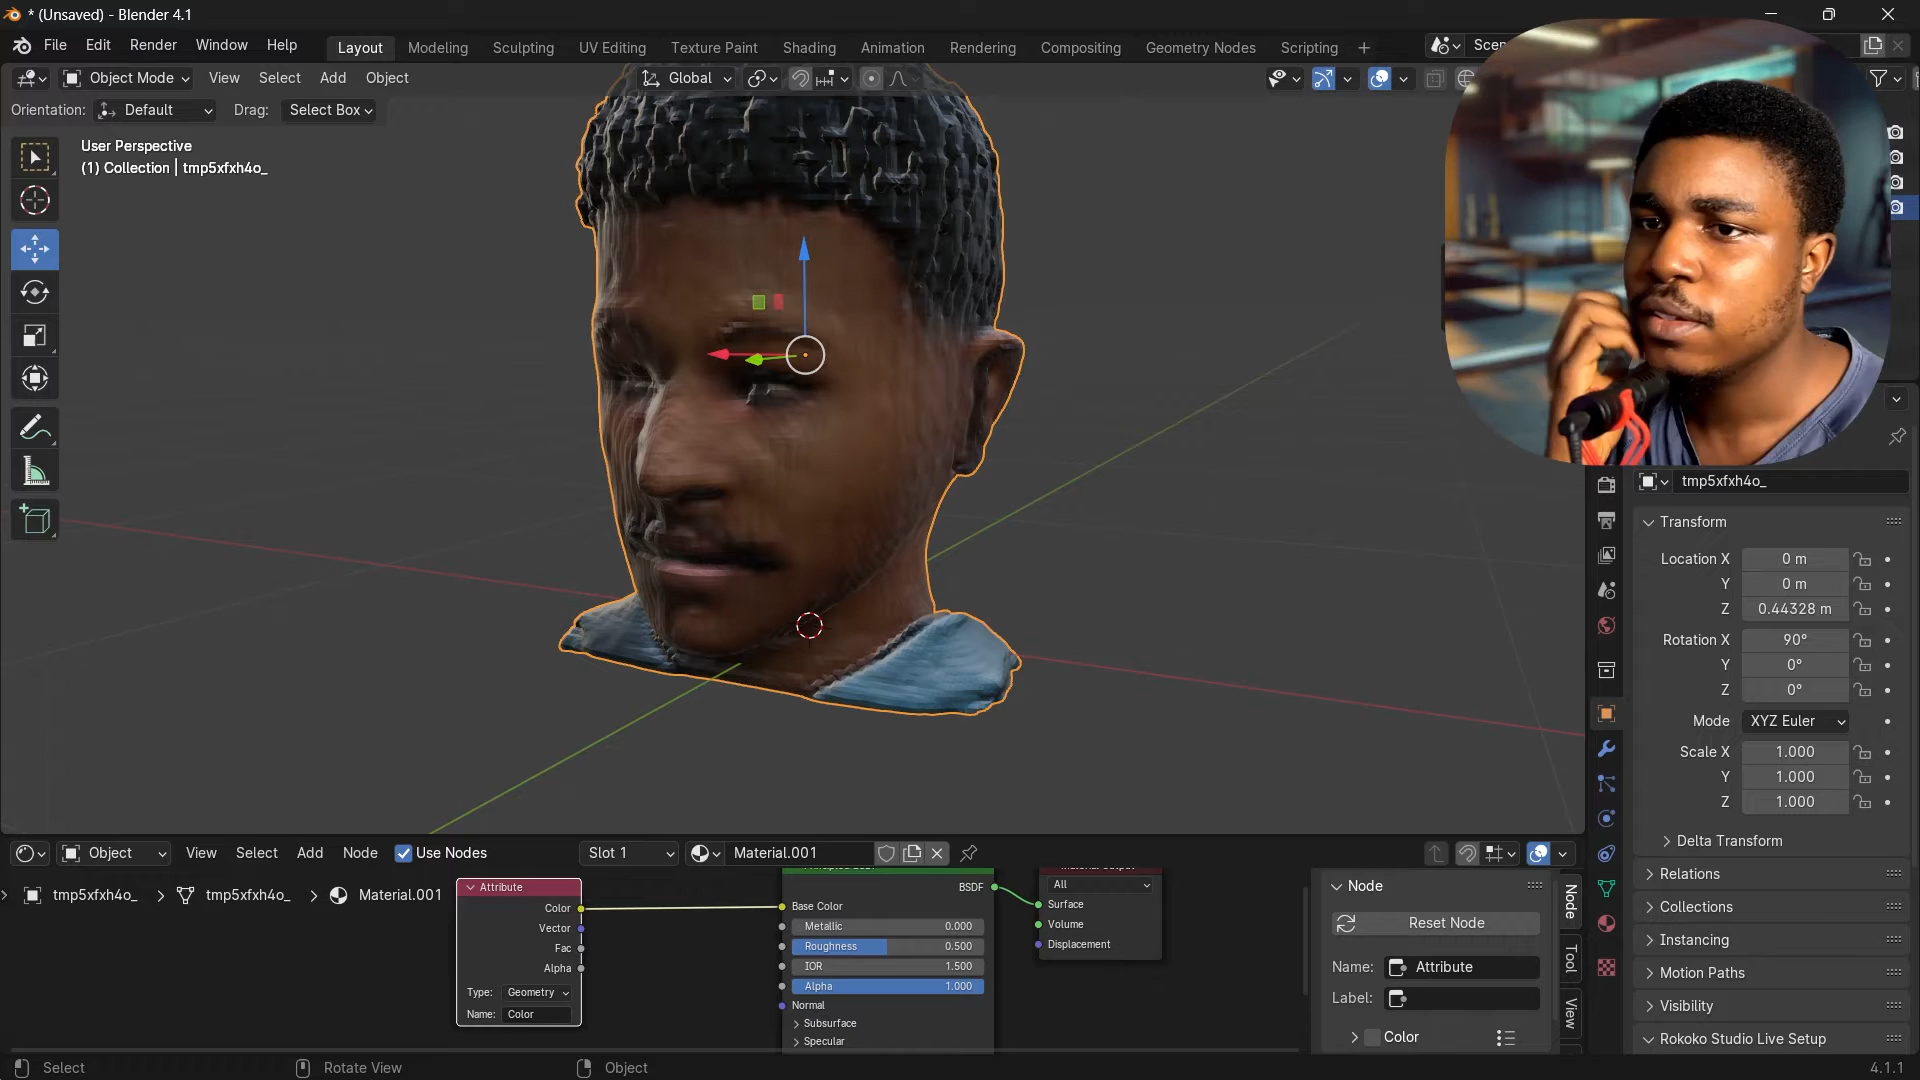 * (Unsaved) - Blender 4.1
File Edit Render Window Help
Layout Modeling Sculpting UV Editing Texture Paint Shading Animation Rendering Compositing Geometry Nodes Scripting +
Object Mode View Select Add Object
Global
Orientation: Default Drag: Select Box
User Perspective
(1) Collection | tmp5xfxh4o_
tmp5xfxh4o_
Transform
Location X 0 m
Y 0 m
Z 0.44328 m
Rotation X 90°
Y 0°
Z 0°
Mode XYZ Euler
Scale X 1.000
Y 1.000
Z 1.000
Delta Transform
Relations
Collections
Instancing
Motion Paths
Visibility
Rokoko Studio Live Setup
Object View Select Add Node Use Nodes Slot 1 Material.001
tmp5xfxh4o_ > tmp5xfxh4o_ > Material.001
Attribute
Color
Vector
Fac
Alpha
Type: Geometry
Name: Color
BSDF
Base Color
Metallic 0.000
Roughness 0.500
IOR 1.500
Alpha 1.000
Normal
Subsurface
Specular
All
Surface
Volume
Displacement
Node
Reset Node
Name: Attribute
Label:
Color
Node
Tool
View
Select Rotate View Object
4.1.1